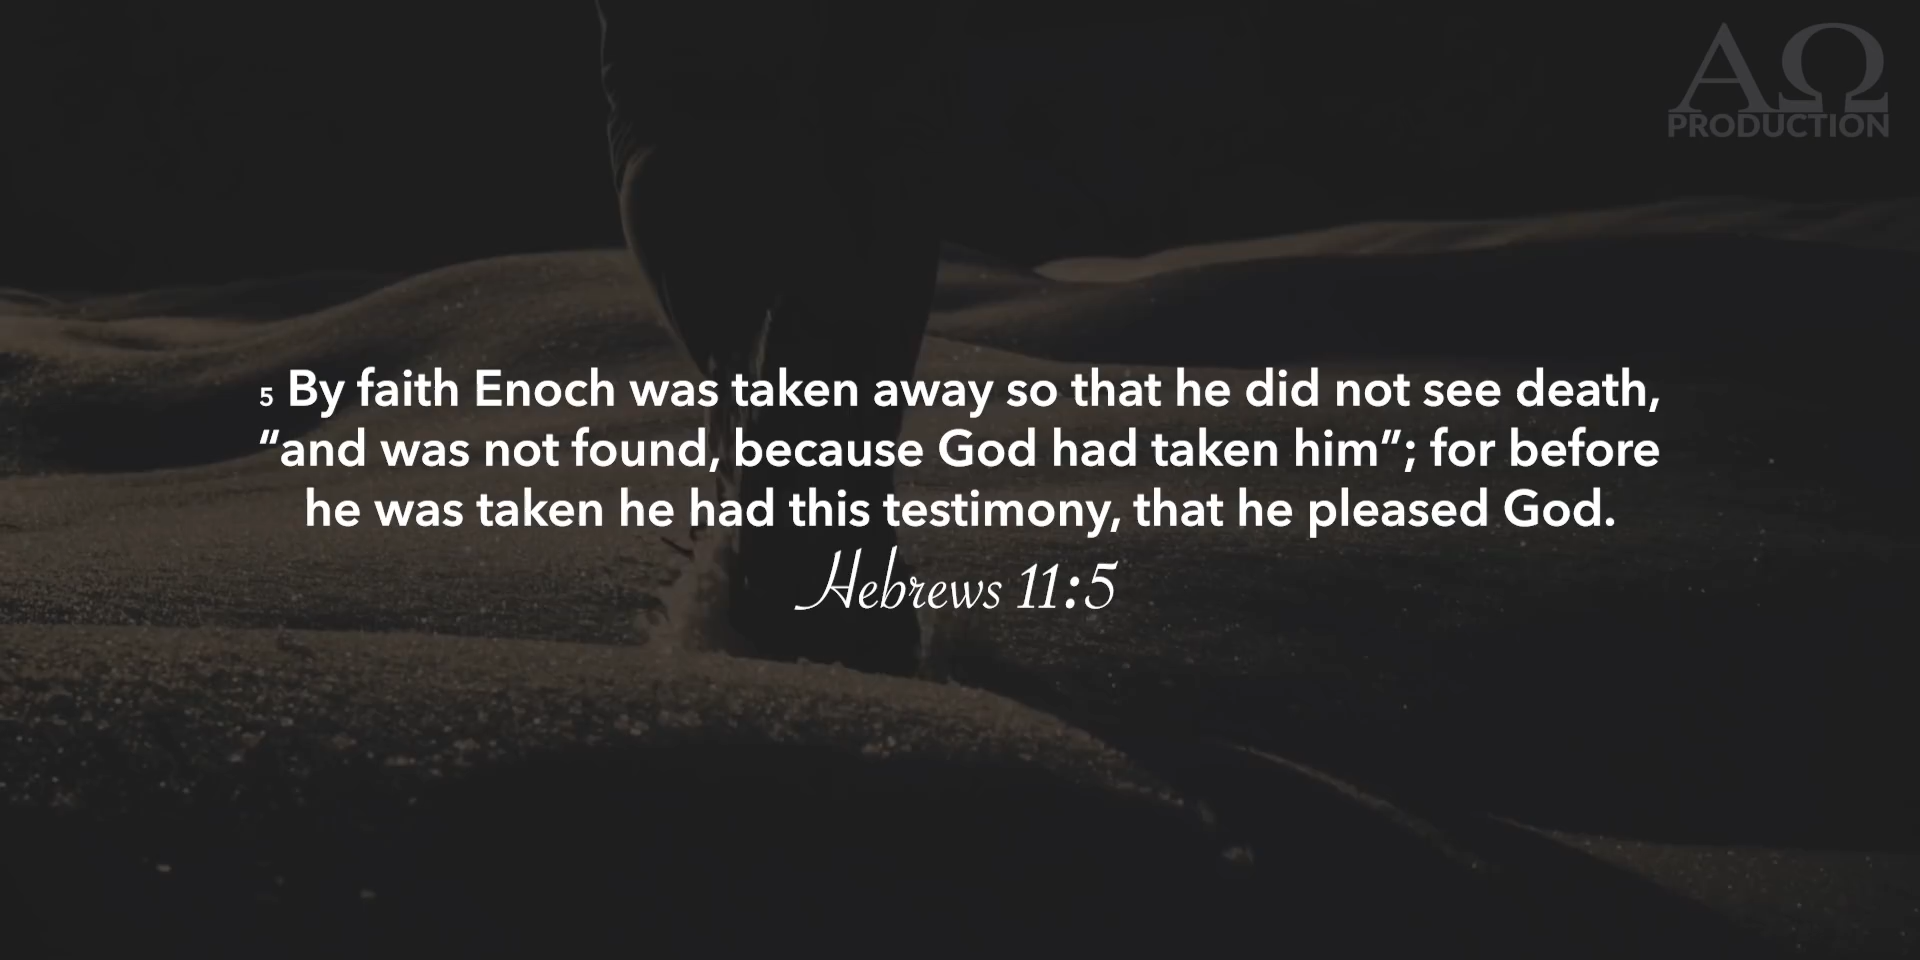 ΑΩ
PRODUCTION
5 By faith Enoch was taken away so that he did not see death,
“and was not found, because God had taken him”; for before
he was taken he had this testimony, that he pleased God.
Hebrews 11:5